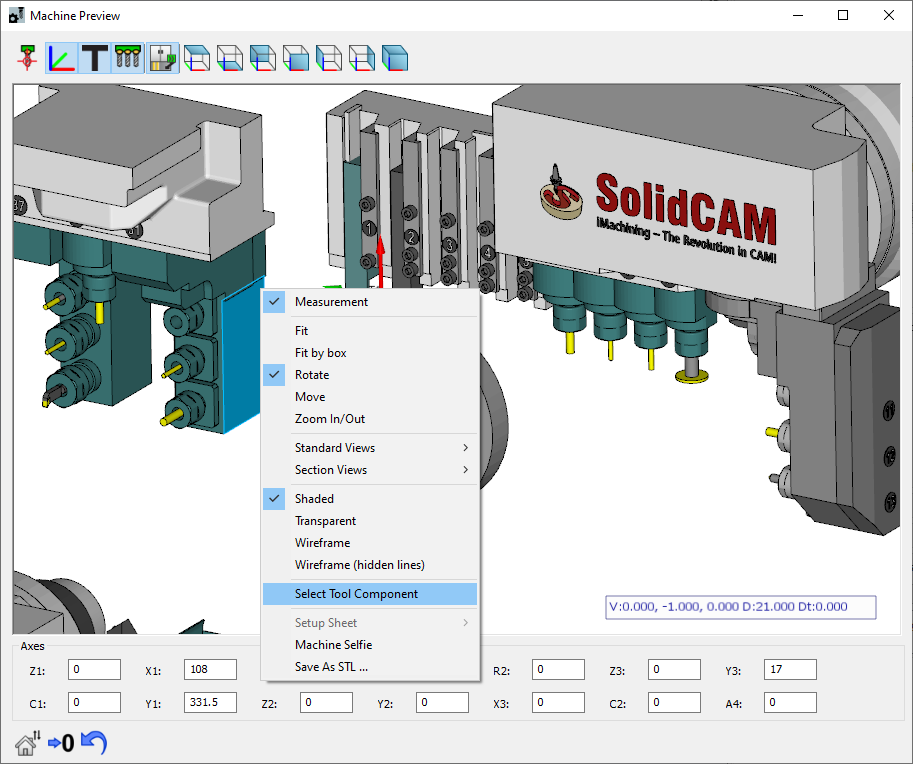 Machine Preview
37
31
1
2
3
4
SolidCAM
iMachining – The Revolution in CAM!
Measurement
Fit
Fit by box
Rotate
Move
Zoom In/Out
Standard Views
Section Views
Shaded
Transparent
Wireframe
Wireframe (hidden lines)
Select Tool Component
Setup Sheet
Machine Selfie
Save As STL ...
V:0.000, -1.000, 0.000 D:21.000 Dt:0.000
Axes
Z1: 0 X1: 108 R2: 0 Z3: 0 Y3: 17
C1: 0 Y1: 331.5 Z2: 0 Y2: 0 X3: 0 C2: 0 A4: 0
0